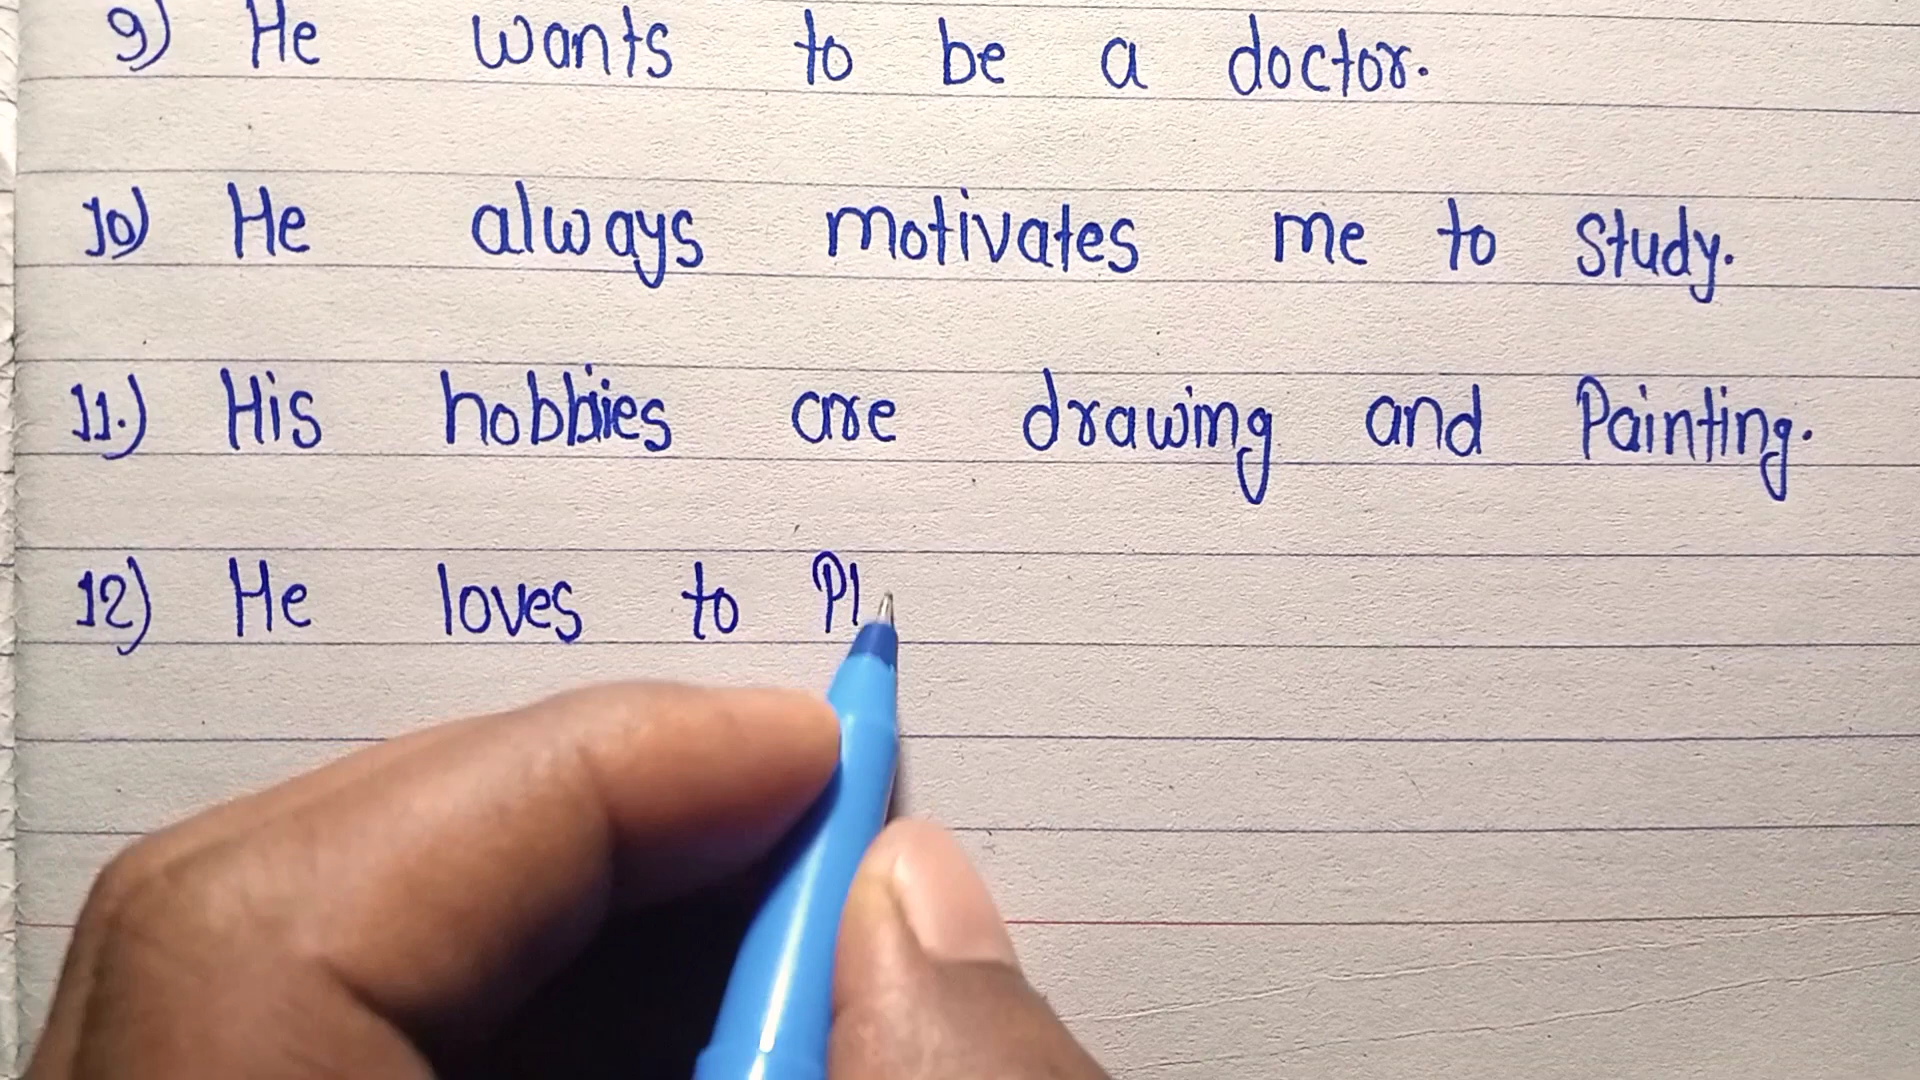 9) He wants to be a doctor.
10) He always motivates me to study.
11.) His hobbies are drawing and Painting.
12) He loves to Pl